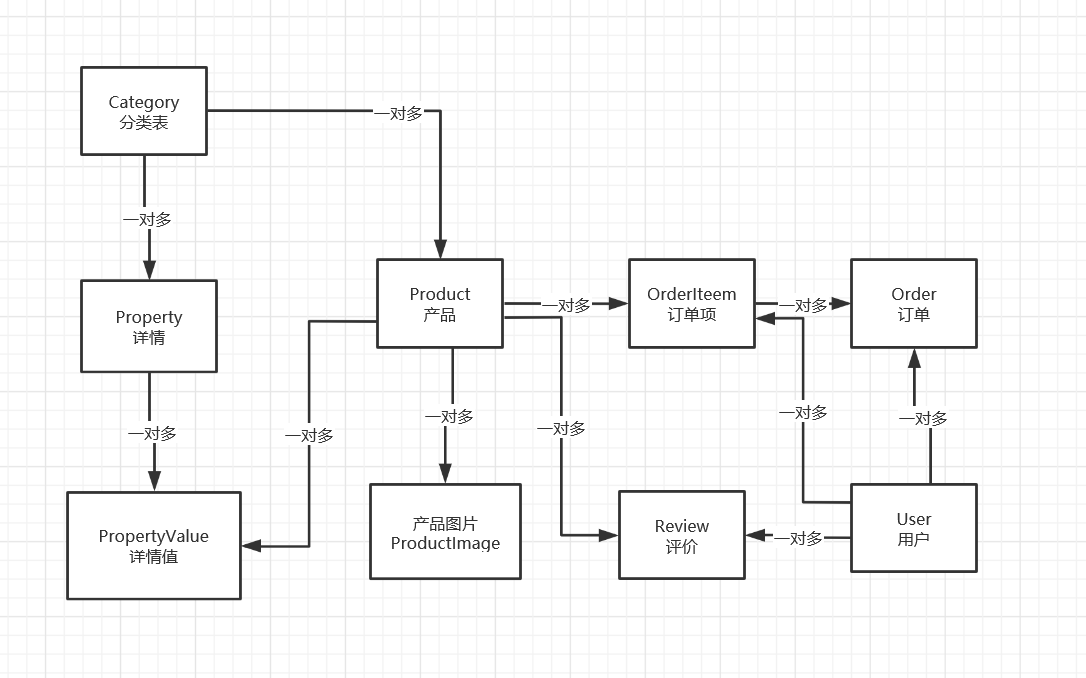 Category
分类表
一对多
一对多
Property
详情
Product
产品
一对多
OrderIteem
订单项
一对多
Order
订单
一对多
一对多
一对多
一对多
一对多
一对多
PropertyValue
详情值
产品图片
ProductImage
Review
评价
一对多
User
用户